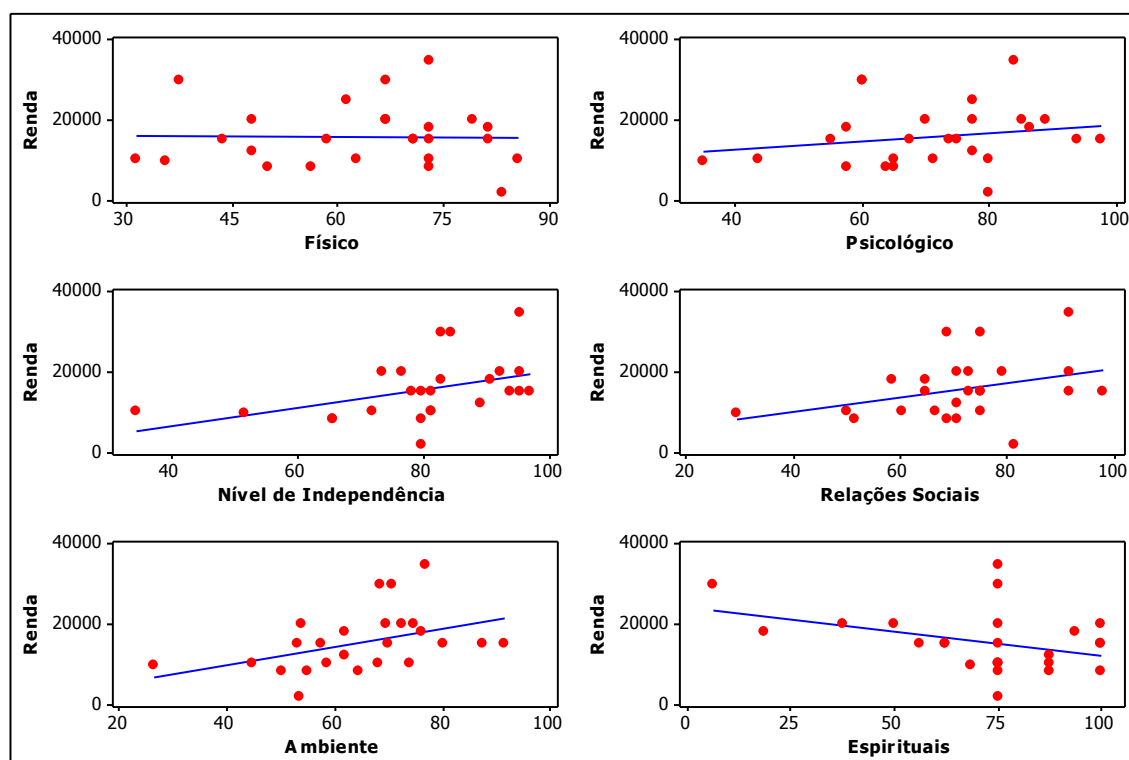 40000
20000
0
Renda
30 45 60 75 90
Físico
40000
20000
0
Renda
40 60 80 100
Psicológico
40000
20000
0
Renda
40 60 80 100
Nível de Independência
40000
20000
0
Renda
20 40 60 80 100
Relações Sociais
40000
20000
0
Renda
20 40 60 80 100
Ambiente
40000
20000
0
Renda
0 25 50 75 100
Espirituais